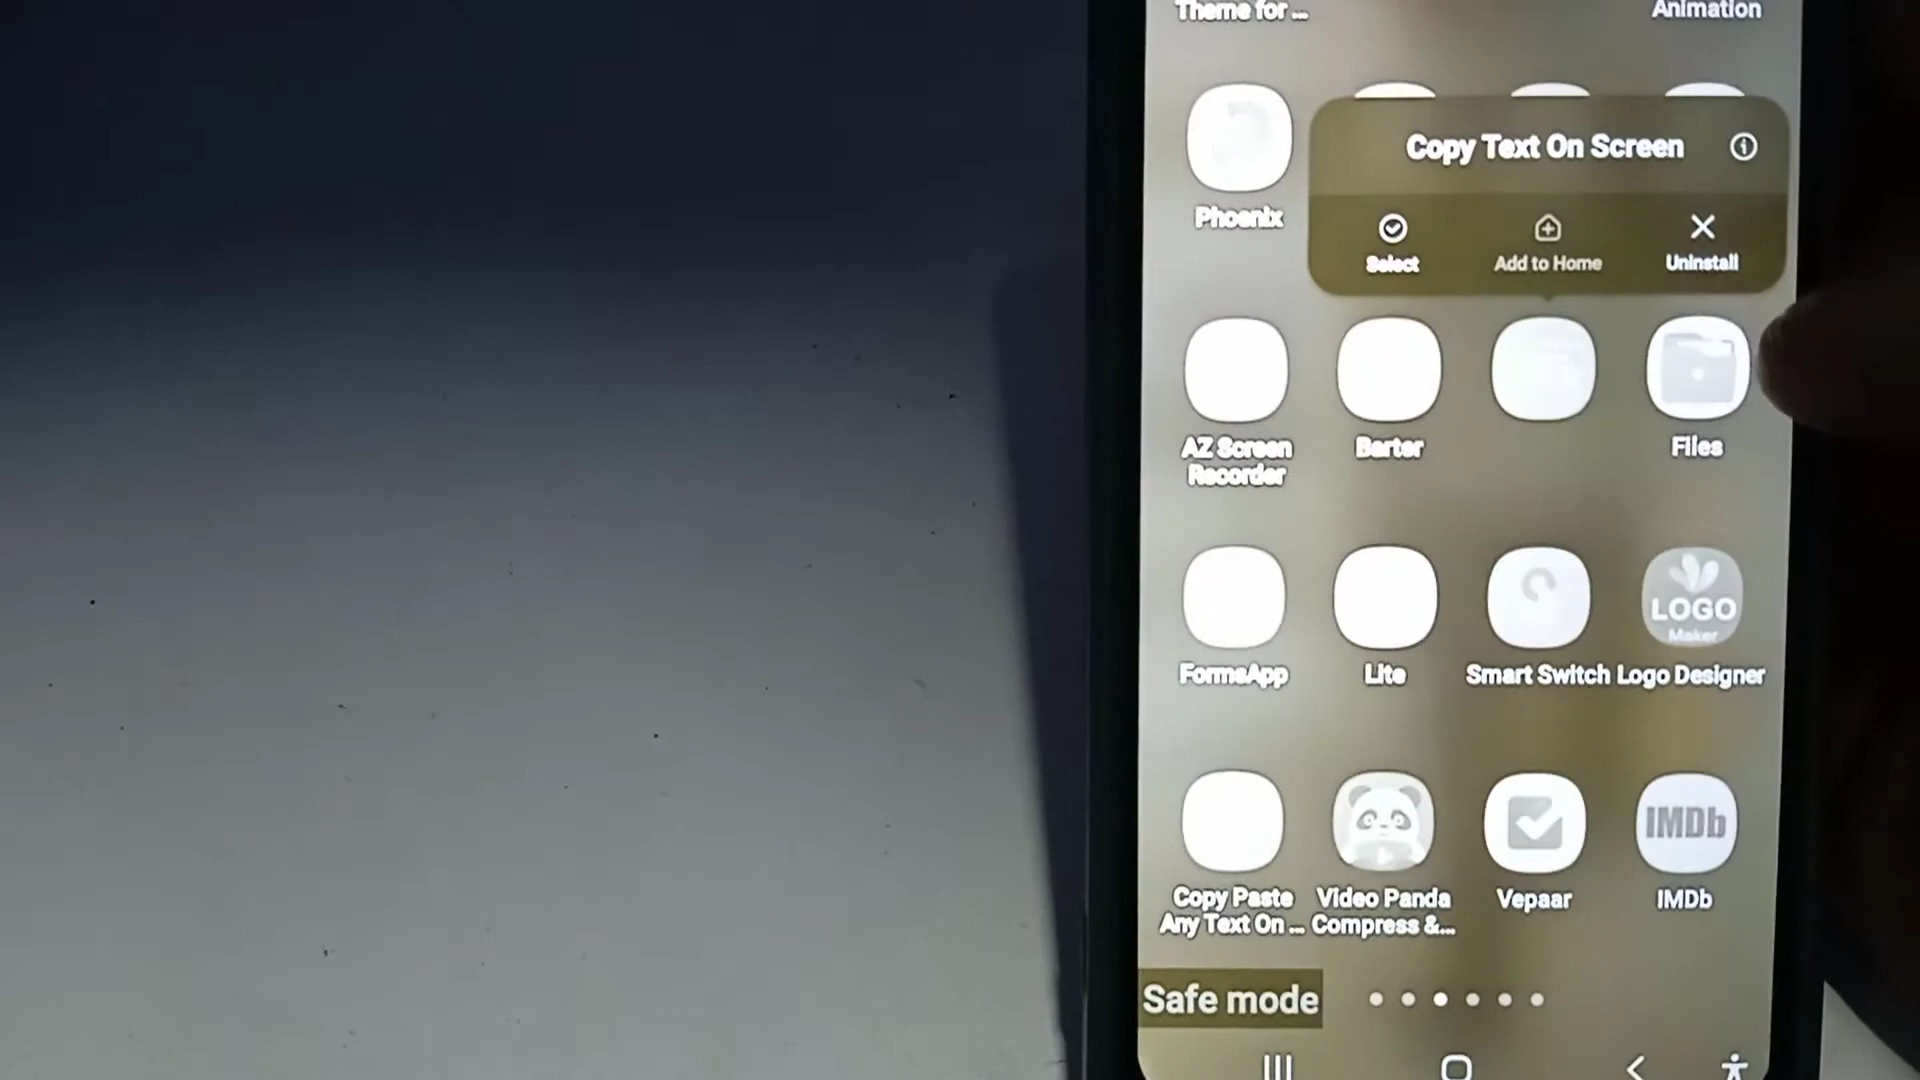 Theme for ...
Animation
Copy Text On Screen
Phoenix
Select
Add to Home
Uninstall
AZ Screen
Recorder
Barter
Files
LOGO
Maker
FormsApp
Lite
Smart Switch
Logo Designer
IMDb
Copy Paste
Any Text On ...
Video Panda
Compress &...
Vepaar
IMDb
Safe mode